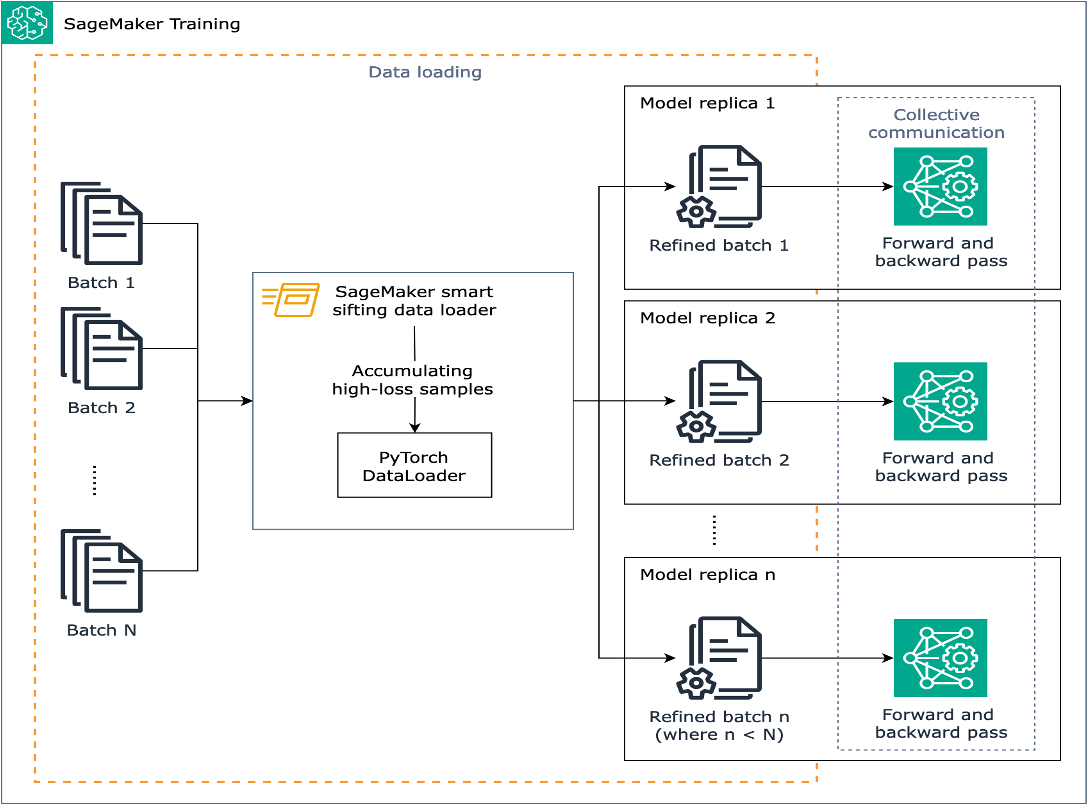 SageMaker Training
Data loading
Batch 1
Batch 2
Batch N
SageMaker smart
sifting data loader
Accumulating
high-loss samples
PyTorch
DataLoader
Model replica 1
Collective
communication
Refined batch 1
Forward and
backward pass
Model replica 2
Refined batch 2
Forward and
backward pass
Model replica n
Refined batch n
(where n < N)
Forward and
backward pass